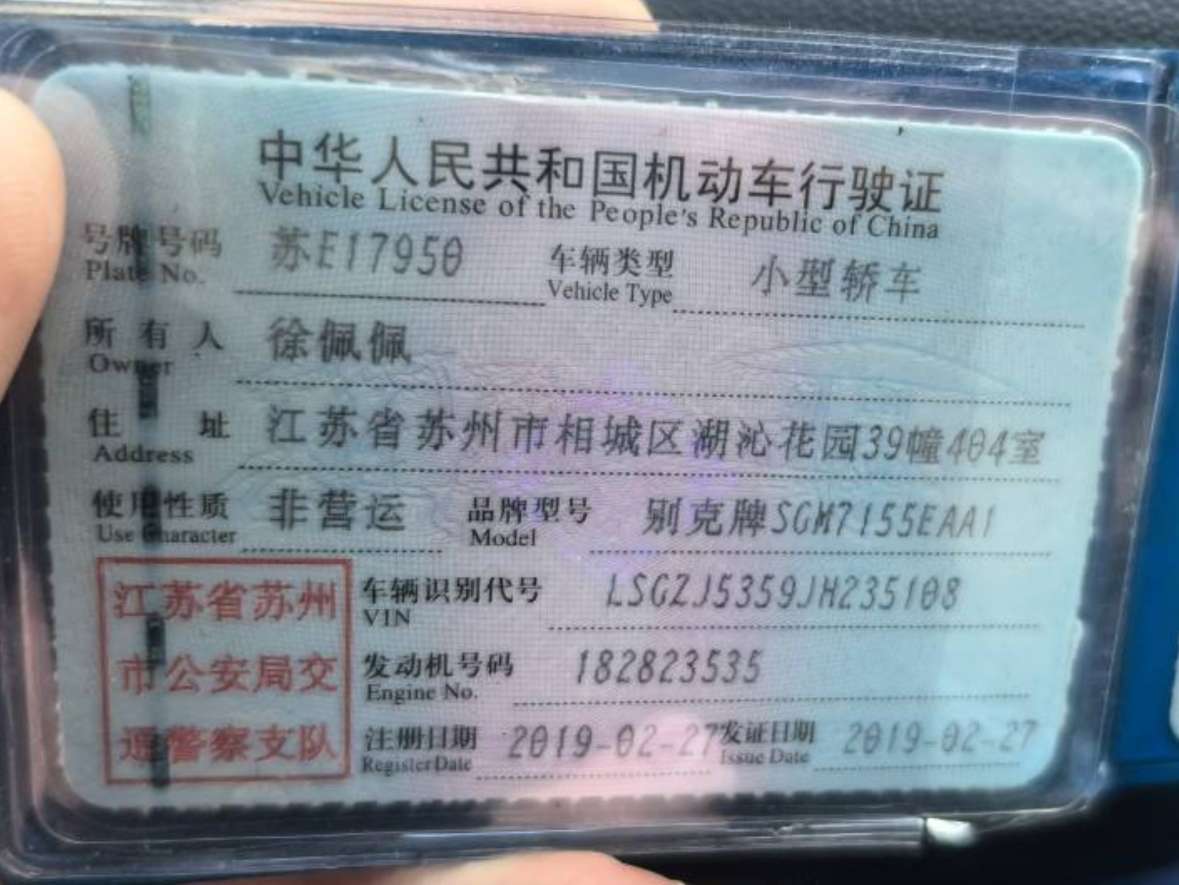 中华人民共和国机动车行驶证
Vehicle License of the People's Republic of China
号牌号码 苏E17950 车辆类型 小型轿车
Plate No. Vehicle Type
所有人 徐佩佩
Owner
住址 江苏省苏州市相城区湖沁花园39幢404室
Address
使用性质 非营运 品牌型号 别克牌SGM7155EAA1
Use Character Model
江苏省苏州 车辆识别代号 LSGZJ5359JH235108
VIN
市公安局交 发动机号码 182823535
Engine No.
通警察支队 注册日期 2019-02-27 发证日期 2019-02-27
Register Date Issue Date